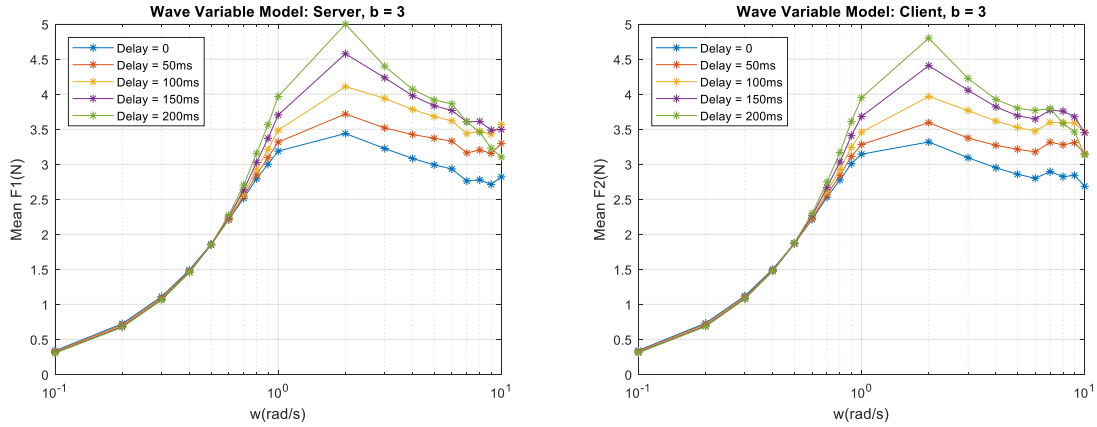 Wave Variable Model: Server, b = 3
Mean F1(N)
5
4.5
4
3.5
3
2.5
2
1.5
1
0.5
0
Delay = 0
Delay = 50ms
Delay = 100ms
Delay = 150ms
Delay = 200ms
10^-1
10^0
10^1
w(rad/s)
Wave Variable Model: Client, b = 3
Mean F2(N)
5
4.5
4
3.5
3
2.5
2
1.5
1
0.5
0
Delay = 0
Delay = 50ms
Delay = 100ms
Delay = 150ms
Delay = 200ms
10^-1
10^0
10^1
w(rad/s)